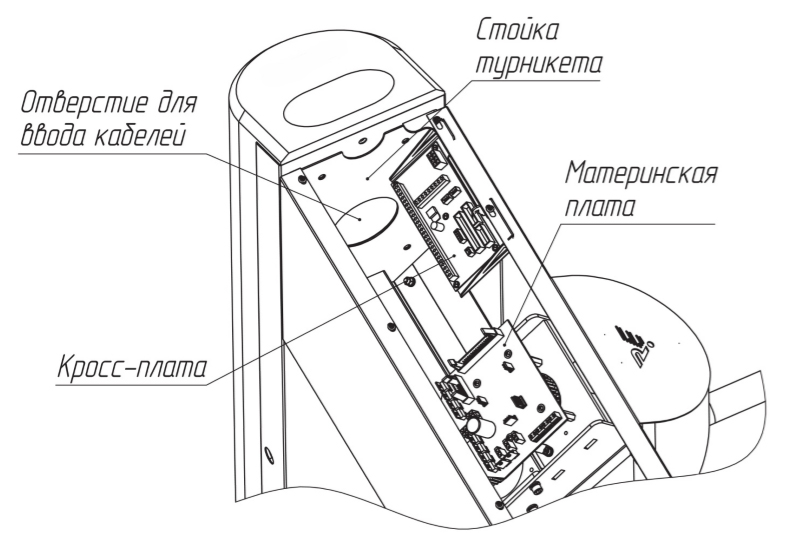 Стойка
турникета
Отверстие для
ввода кабелей
Материнская
плата
Кросс-плата